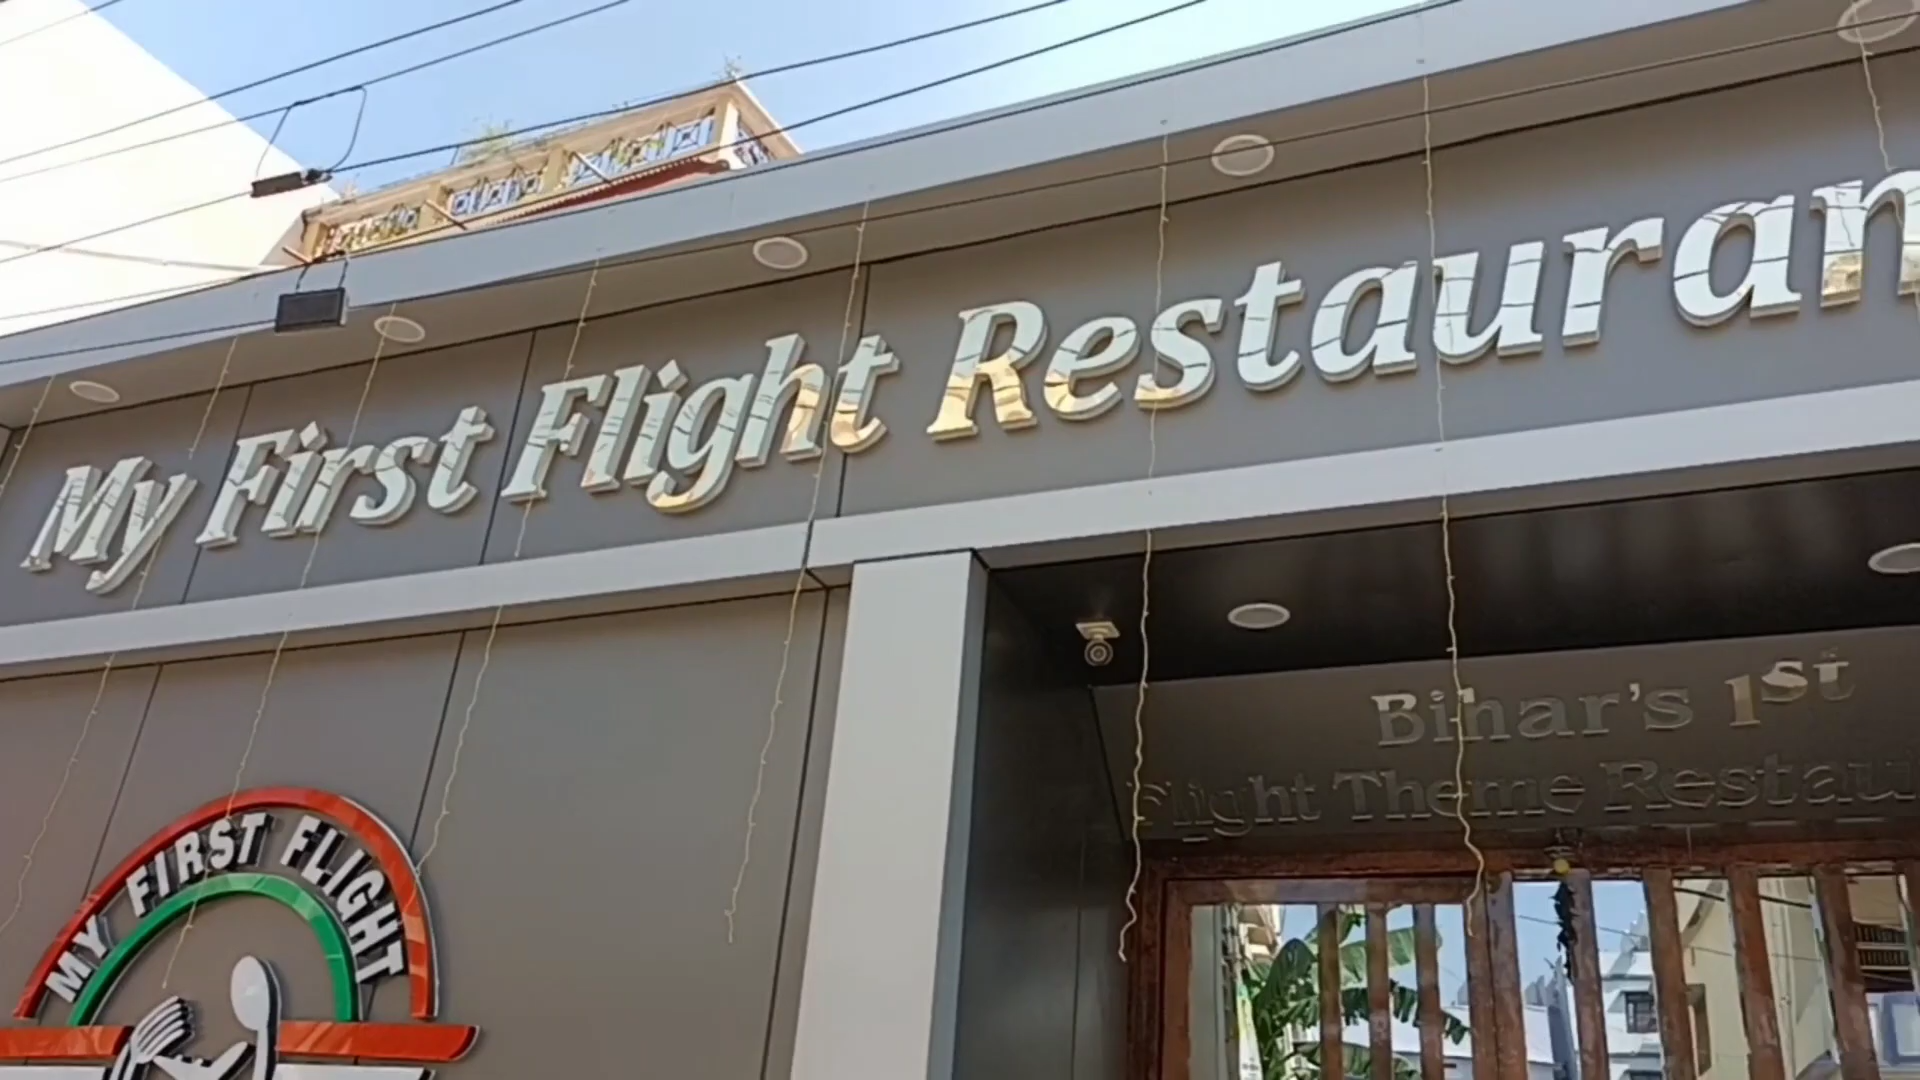 My First Flight Restauran
Bihar's 1st
Flight Theme Restau
MY FIRST FLIGHT